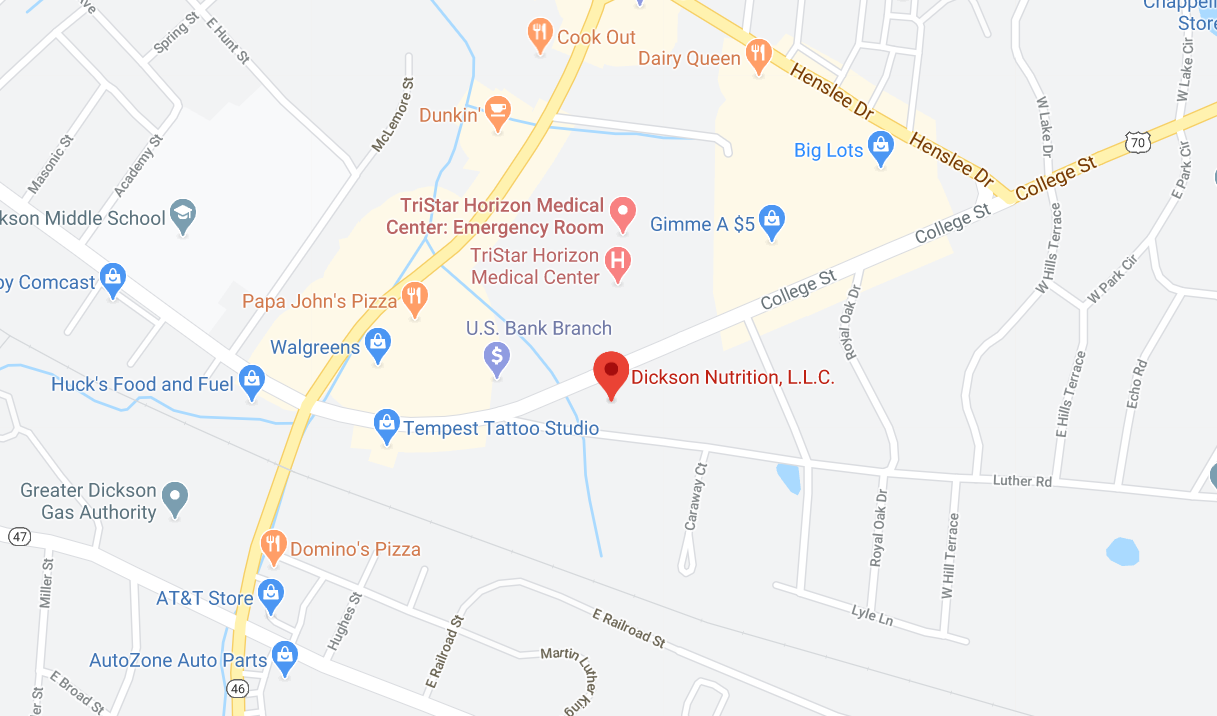 Chappell
Store
Cook Out
Spring St
E Hunt St
Dairy Queen
Henslee Dr
McLemore St
Dunkin'
W Lake Cir
W Lake Dr
70
Henslee Dr
Big Lots
Masonic St
Academy St
College St
E Park Cir
TriStar Horizon Medical
Center: Emergency Room
kson Middle School
Gimme A $5
College St
W Hills Terrace
TriStar Horizon
Medical Center
W Park Cir
by Comcast
College St
Papa John's Pizza
Royal Oak Dr
U.S. Bank Branch
Walgreens
Huck's Food and Fuel
Dickson Nutrition, L.L.C.
E Hills Terrace
Echo Rd
Tempest Tattoo Studio
Luther Rd
Greater Dickson
Gas Authority
Caraway Ct
Royal Oak Dr
W Hill Terrace
47
Domino's Pizza
Miller St
AT&T Store
Hughes St
Lyle Ln
E Railroad St
E Railroad St
AutoZone Auto Parts
Martin Luther
King
46
E Broad St
er St